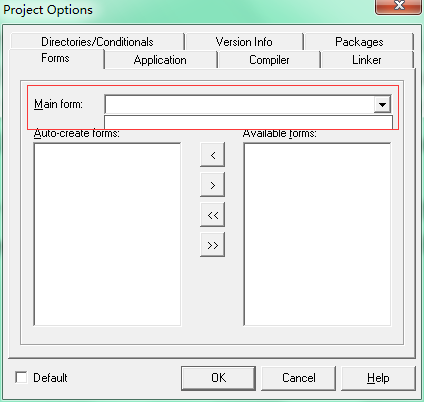 Project Options
Directories/Conditionals
Version Info
Packages
Forms
Application
Compiler
Linker
Main form:
Auto-create forms:
Available forms:
<
>
<<
>>
Default
OK
Cancel
Help